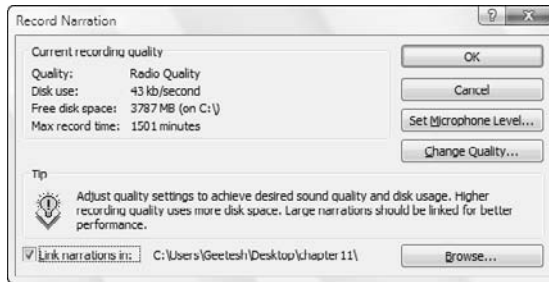 Record Narration
Current recording quality
Quality: Radio Quality
Disk use: 43 kb/second
Free disk space: 3787 MB (on C:\)
Max record time: 1501 minutes
OK
Cancel
Set Microphone Level...
Change Quality...
Tip
Adjust quality settings to achieve desired sound quality and disk usage. Higher
recording quality uses more disk space. Large narrations should be linked for better
performance.
Link narrations in: C:\Users\Geetesh\Desktop\chapter11\
Browse...